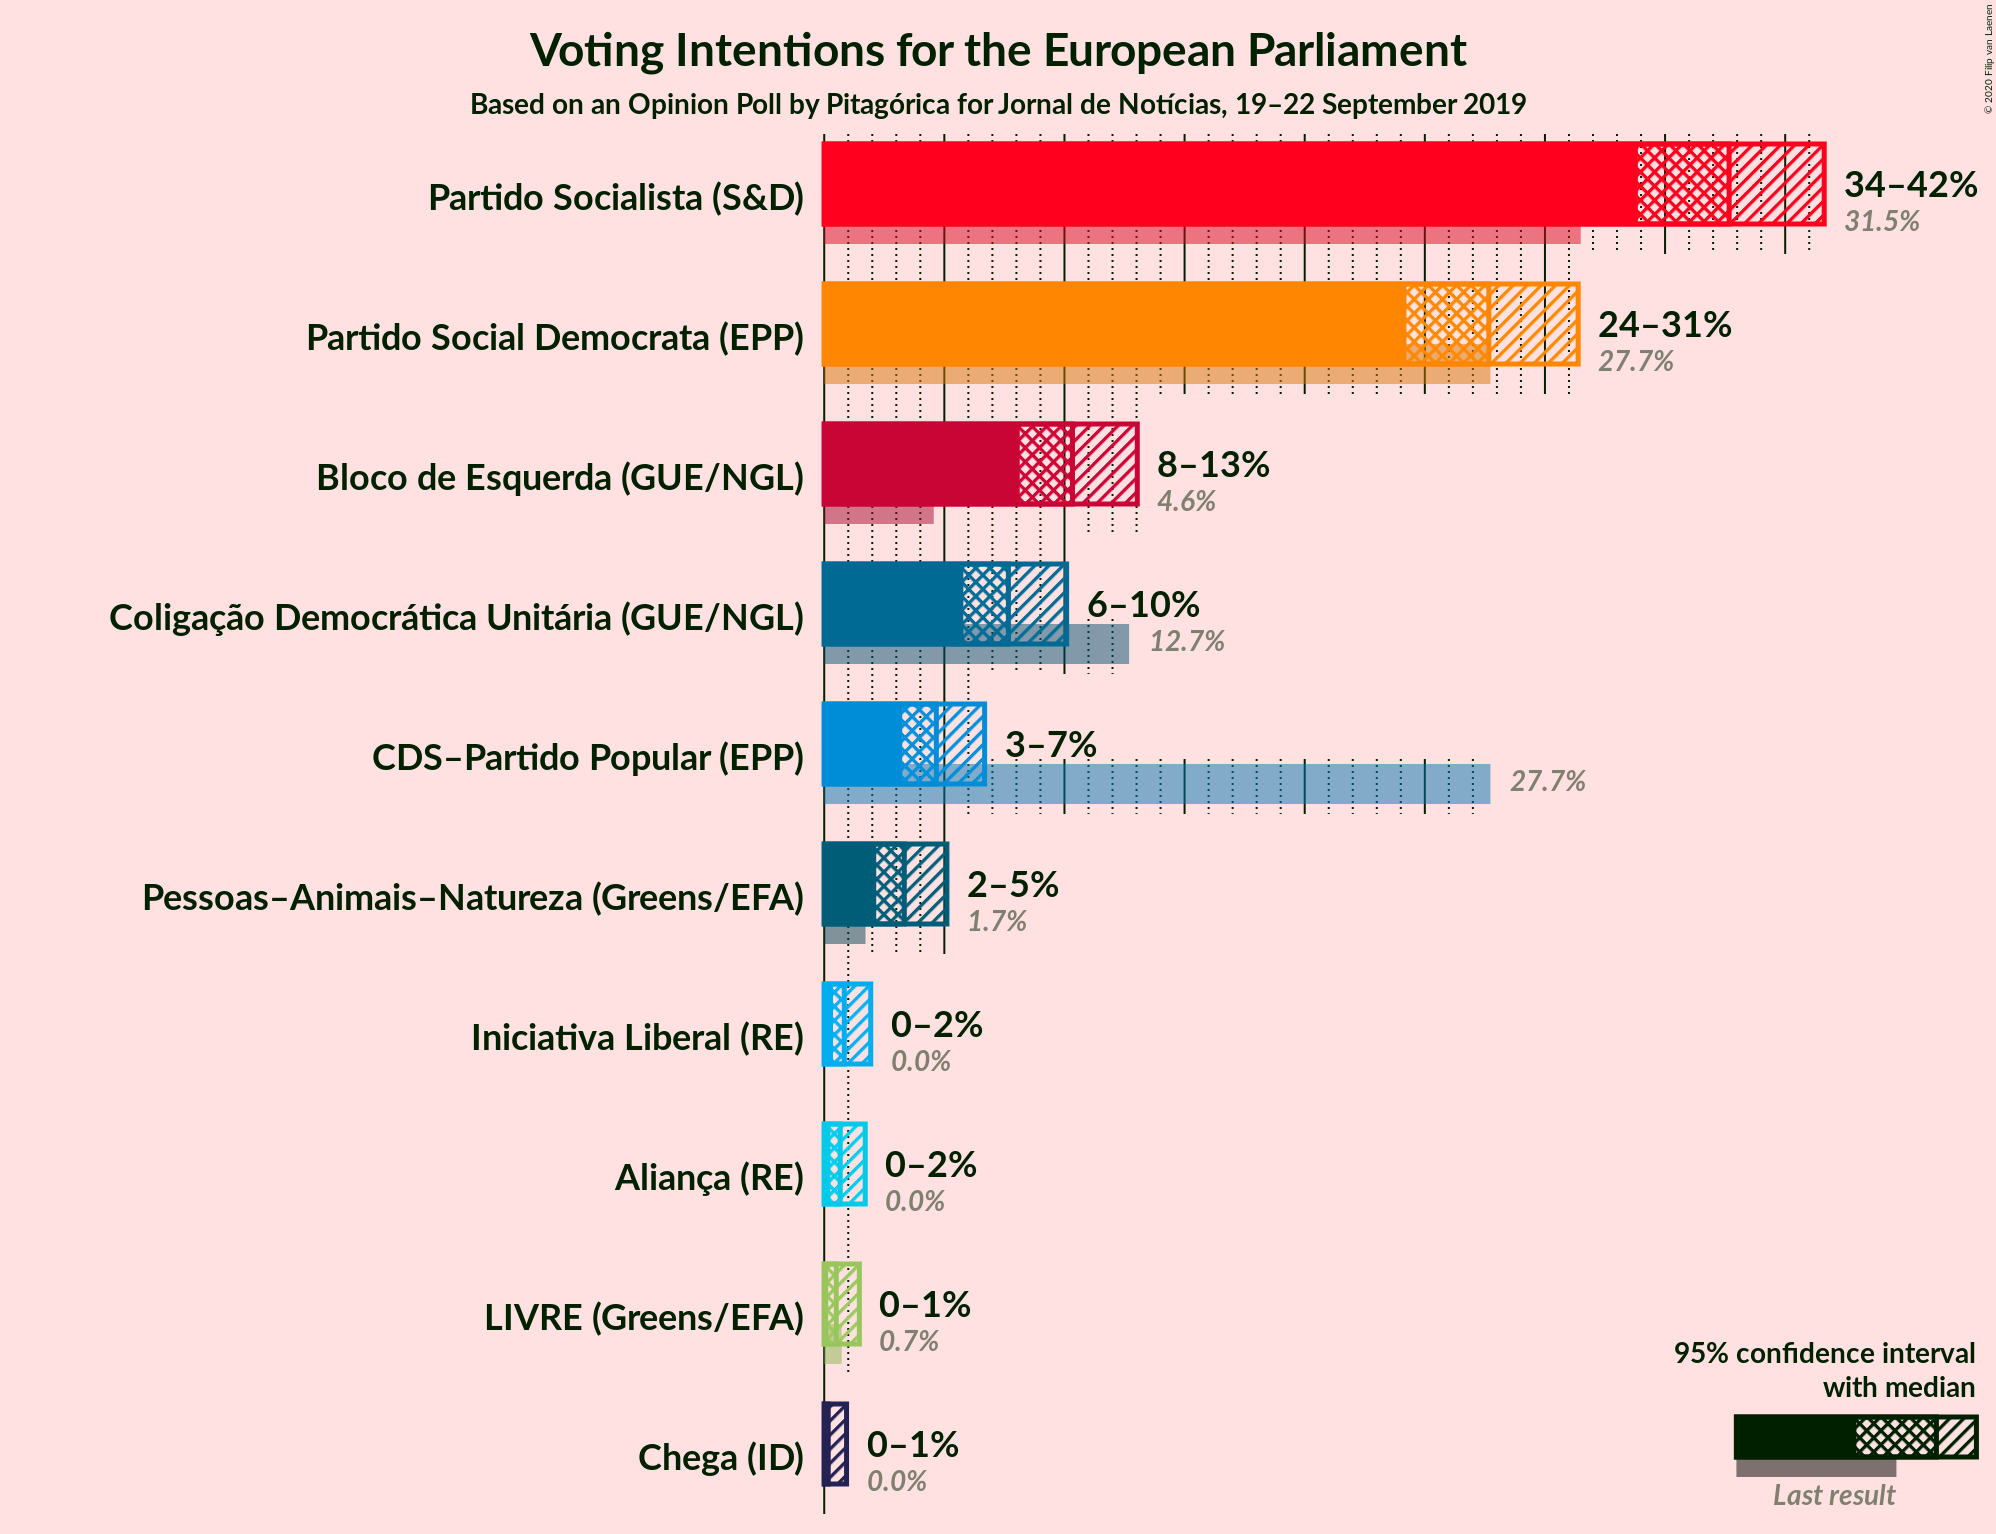 Voting Intentions for the European Parliament
Based on an Opinion Poll by Pitagórica for Jornal de Notícias, 19–22 September 2019
© 2020 Filip van Laenen
Partido Socialista (S&D)
34–42%
31.5%
Partido Social Democrata (EPP)
24–31%
27.7%
Bloco de Esquerda (GUE/NGL)
8–13%
4.6%
Coligação Democrática Unitária (GUE/NGL)
6–10%
12.7%
CDS–Partido Popular (EPP)
3–7%
27.7%
Pessoas–Animais–Natureza (Greens/EFA)
2–5%
1.7%
Iniciativa Liberal (RE)
0–2%
0.0%
Aliança (RE)
0–2%
0.0%
LIVRE (Greens/EFA)
0–1%
0.7%
Chega (ID)
0–1%
0.0%
95% confidence interval
with median
Last result